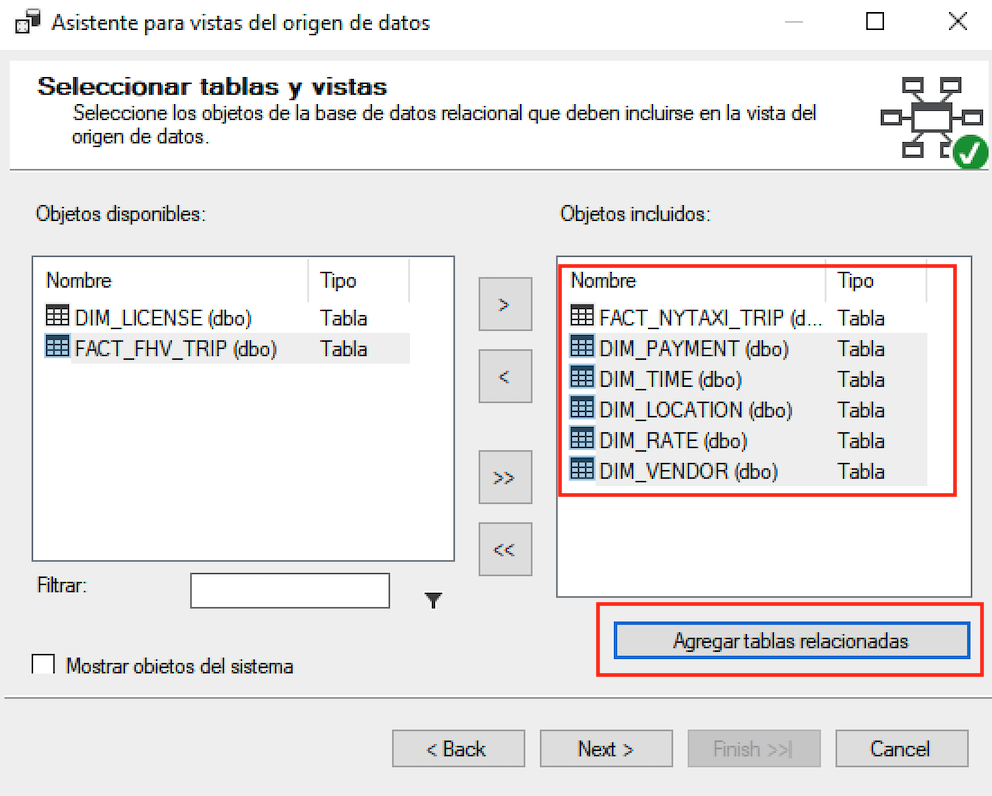 Asistente para vistas del origen de datos
Seleccionar tablas y vistas
Seleccione los objetos de la base de datos relacional que deben incluirse en la vista del
origen de datos.
Objetos disponibles:
Nombre Tipo
DIM_LICENSE (dbo) Tabla
FACT_FHV_TRIP (dbo) Tabla
>
<
>>
<<
Objetos incluidos:
Nombre Tipo
FACT_NYTAXI_TRIP (d... Tabla
DIM_PAYMENT (dbo) Tabla
DIM_TIME (dbo) Tabla
DIM_LOCATION (dbo) Tabla
DIM_RATE (dbo) Tabla
DIM_VENDOR (dbo) Tabla
Filtrar:
Agregar tablas relacionadas
Mostrar objetos del sistema
< Back Next > Finish >>| Cancel